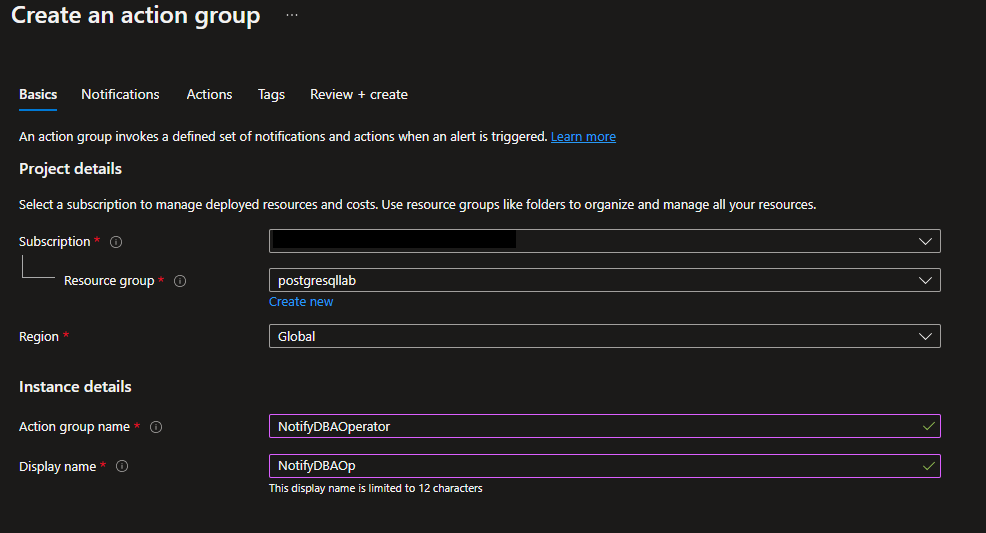 Create an action group ...
Basics Notifications Actions Tags Review + create
An action group invokes a defined set of notifications and actions when an alert is triggered. Learn more
Project details
Select a subscription to manage deployed resources and costs. Use resource groups like folders to organize and manage all your resources.
Subscription *
Resource group * postgresqllab
Create new
Region * Global
Instance details
Action group name * NotifyDBAOperator
Display name * NotifyDBAOp
This display name is limited to 12 characters